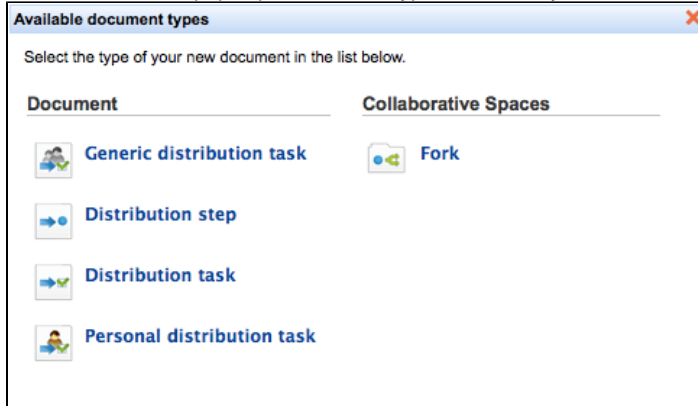 Available document types
Select the type of your new document in the list below.
Document
Collaborative Spaces
Generic distribution task
Fork
Distribution step
Distribution task
Personal distribution task